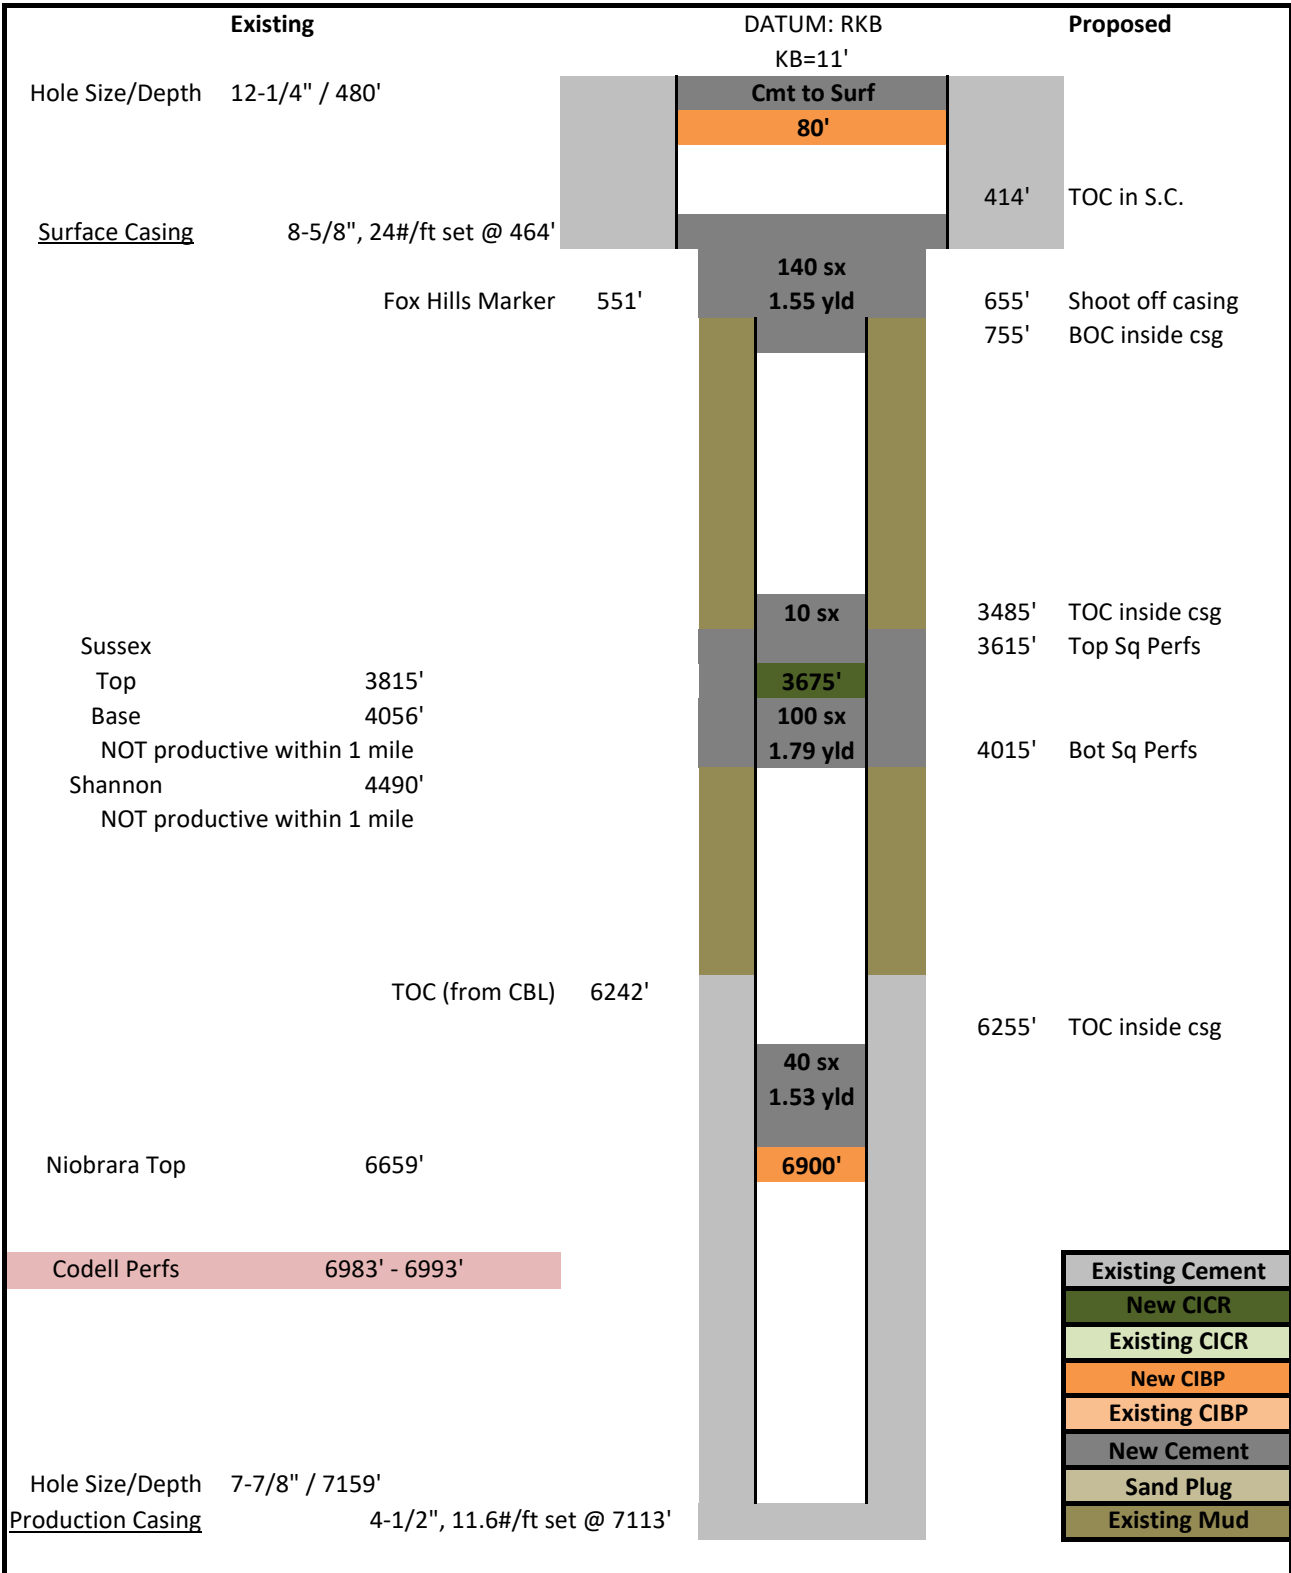 Existing DATUM: RKB Proposed
KB=11'
Hole Size/Depth 12-1/4" / 480' Cmt to Surf
80'
414' TOC in S.C.
Surface Casing 8-5/8", 24#/ft set @ 464'
140 sx
Fox Hills Marker 551' 1.55 yld 655' Shoot off casing
755' BOC inside csg
10 sx 3485' TOC inside csg
Sussex 3615' Top Sq Perfs
Top 3815' 3675'
Base 4056' 100 sx
NOT productive within 1 mile 1.79 yld 4015' Bot Sq Perfs
Shannon 4490'
NOT productive within 1 mile
TOC (from CBL) 6242'
6255' TOC inside csg
40 sx
1.53 yld
Niobrara Top 6659' 6900'
Codell Perfs 6983' - 6993' Existing Cement
New CICR
Existing CICR
New CIBP
Existing CIBP
New Cement
Hole Size/Depth 7-7/8" / 7159' Sand Plug
Production Casing 4-1/2", 11.6#/ft set @ 7113' Existing Mud